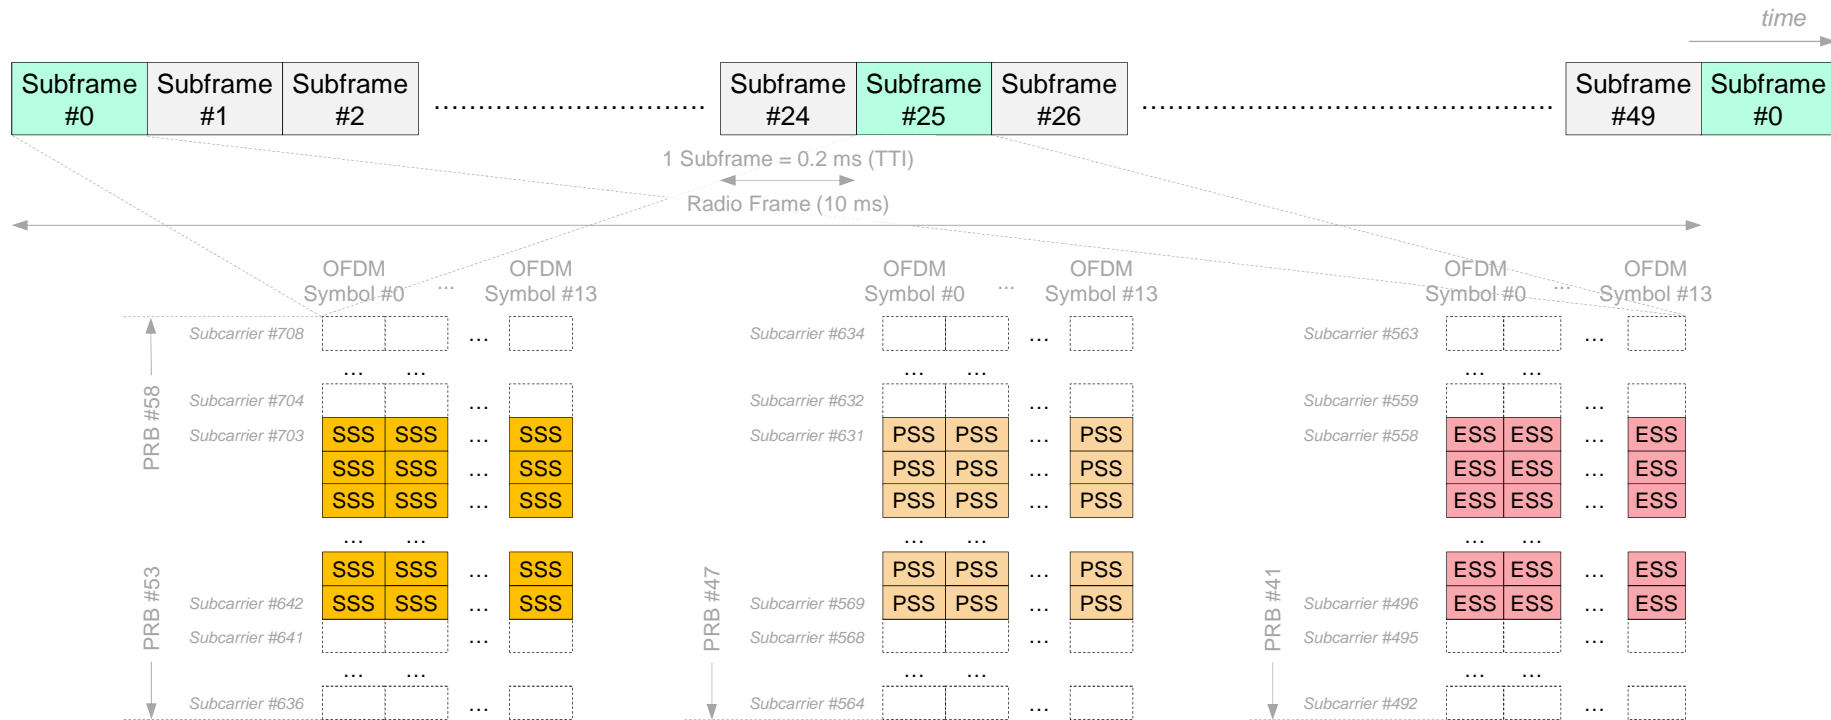 time
Subframe #0 Subframe #1 Subframe #2 .............................. Subframe #24 Subframe #25 Subframe #26 .............................. Subframe #49 Subframe #0
1 Subframe = 0.2 ms (TTI)
Radio Frame (10 ms)
OFDM Symbol #0 ... OFDM Symbol #13
PRB #58
PRB #53
Subcarrier #708 ...
... ...
Subcarrier #704 ...
Subcarrier #703 SSS SSS ... SSS
SSS SSS ... SSS
SSS SSS ... SSS
... ...
SSS SSS ... SSS
Subcarrier #642 SSS SSS ... SSS
Subcarrier #641 ...
... ...
Subcarrier #636 ...
OFDM Symbol #0 ... OFDM Symbol #13
PRB #47
Subcarrier #634 ...
... ...
Subcarrier #632 ...
Subcarrier #631 PSS PSS ... PSS
PSS PSS ... PSS
PSS PSS ... PSS
... ...
PSS PSS ... PSS
Subcarrier #569 PSS PSS ... PSS
Subcarrier #568 ...
... ...
Subcarrier #564 ...
OFDM Symbol #0 ... OFDM Symbol #13
PRB #41
Subcarrier #563 ...
... ...
Subcarrier #559 ...
Subcarrier #558 ESS ESS ... ESS
ESS ESS ... ESS
ESS ESS ... ESS
... ...
ESS ESS ... ESS
Subcarrier #496 ESS ESS ... ESS
Subcarrier #495 ...
... ...
Subcarrier #492 ...